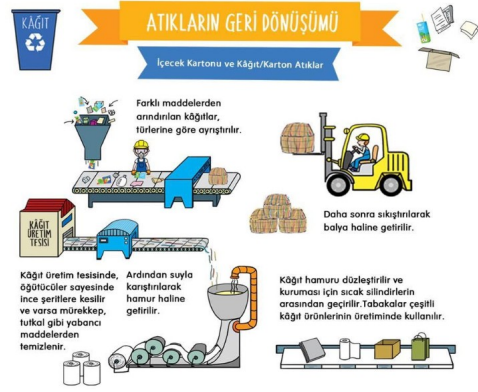 KÂĞIT
ATIKLARIN GERİ DÖNÜŞÜMÜ
İçecek Kartonu ve Kâğıt/Karton Atıklar
Farklı maddelerden
arındırılan kâğıtlar,
türlerine göre ayrıştırılır.
Daha sonra sıkıştırılarak
balya haline getirilir.
KÂĞIT
ÜRETİM
TESİSİ
Kâğıt üretim tesisinde,
öğütücüler sayesinde
ince şeritlere kesilir
ve varsa mürekkep,
tutkal gibi yabancı
maddelerden
temizlenir.
Ardından suyla
karıştırılarak
hamur haline
getirilir.
Kâğıt hamuru düzleştirilir ve
kuruması için sıcak silindirlerin
arasından geçirilir.Tabakalar çeşitli
kâğıt ürünlerinin üretiminde kullanılır.